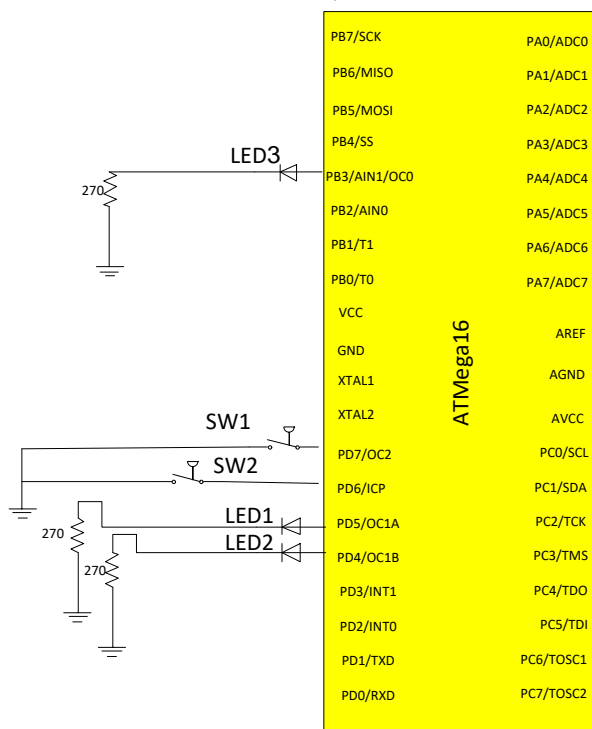 PB7/SCK
PB6/MISO
PB5/MOSI
PB4/SS
PB3/AIN1/OC0
PB2/AIN0
PB1/T1
PB0/T0
VCC
GND
XTAL1
XTAL2
PD7/OC2
PD6/ICP
PD5/OC1A
PD4/OC1B
PD3/INT1
PD2/INT0
PD1/TXD
PD0/RXD
PA0/ADC0
PA1/ADC1
PA2/ADC2
PA3/ADC3
PA4/ADC4
PA5/ADC5
PA6/ADC6
PA7/ADC7
AREF
AGND
AVCC
PC0/SCL
PC1/SDA
PC2/TCK
PC3/TMS
PC4/TDO
PC5/TDI
PC6/TOSC1
PC7/TOSC2
ATMega16
LED3
270
SW1
SW2
LED1
270
LED2
270